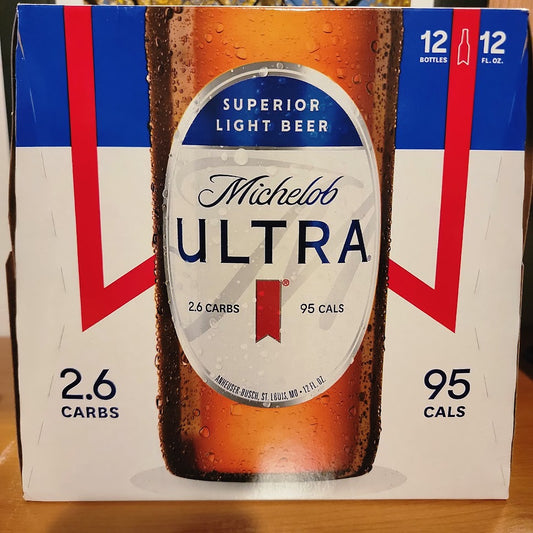 12 BOTTLES
12 FL. OZ.
SUPERIOR
LIGHT BEER
Michelob
ULTRA
®
2.6 CARBS 95 CALS
ANHEUSER-BUSCH, ST. LOUIS, MO • 12 FL. OZ.
2.6
CARBS
95
CALS